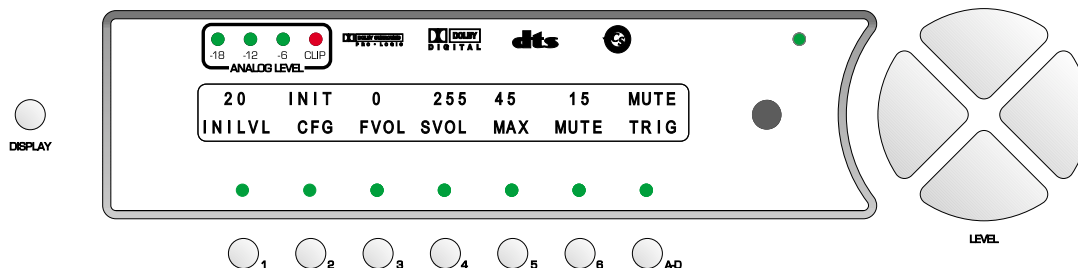 -18 -12 -6 CLIP
ANALOG LEVEL
DOLBY SURROUND
PRO • LOGIC
DOLBY
DIGITAL
dts
20 INIT 0 255 45 15 MUTE
INILVL CFG FVOL SVOL MAX MUTE TRIG
DISPLAY
LEVEL
1 2 3 4 5 6 A-D